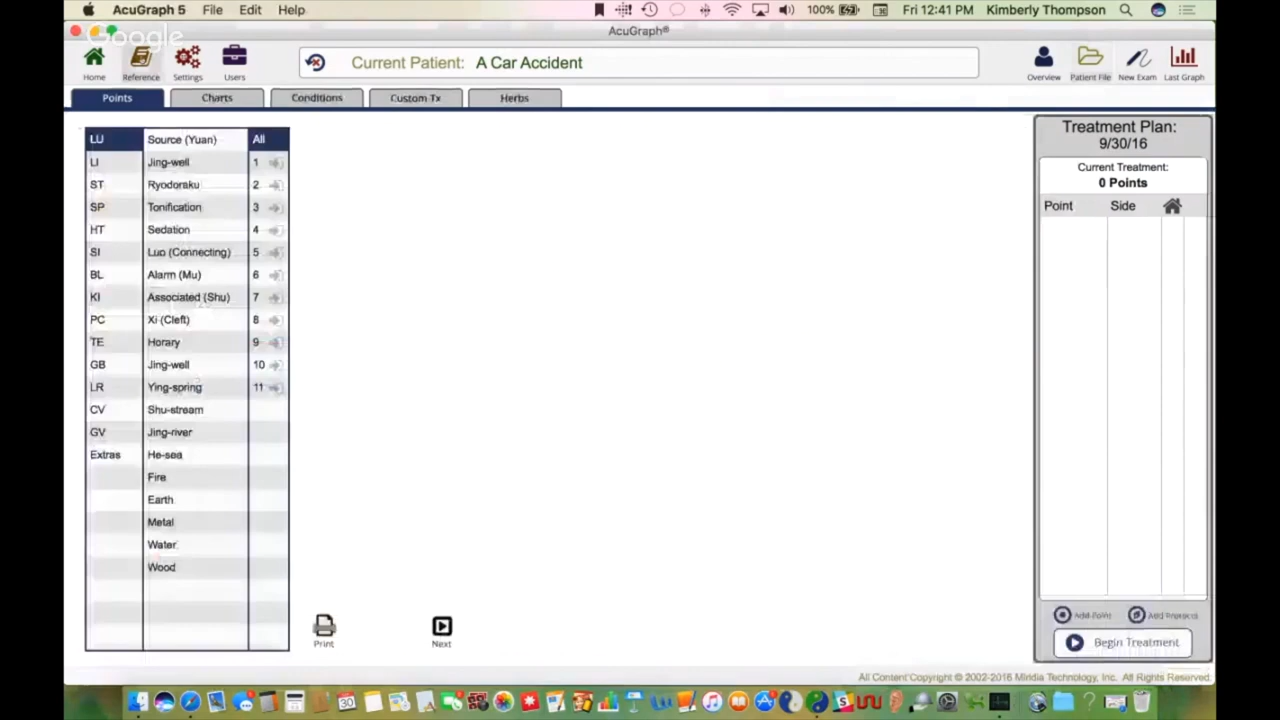 AcuGraph 5 File Edit Help
100% Fri 12:41 PM Kimberly Thompson
Google
AcuGraph®
Home Reference Settings Users
Current Patient: A Car Accident
Overview Patient File New Exam Last Graph
Points Charts Conditions Custom Tx Herbs
LU Source (Yuan) All
LI Jing-well 1
ST Ryodoraku 2
SP Tonification 3
HT Sedation 4
SI Luo (Connecting) 5
BL Alarm (Mu) 6
KI Associated (Shu) 7
PC Xi (Cleft) 8
TE Horary 9
GB Jing-well 10
LR Ying-spring 11
CV Shu-stream
GV Jing-river
Extras He-sea
Fire
Earth
Metal
Water
Wood
Print Next
Treatment Plan:
9/30/16
Current Treatment:
0 Points
Point Side
Add Point Add Protocol
Begin Treatment
All Content Copyright © 2002-2016 Miridia Technology, Inc. All Rights Reserved.
30